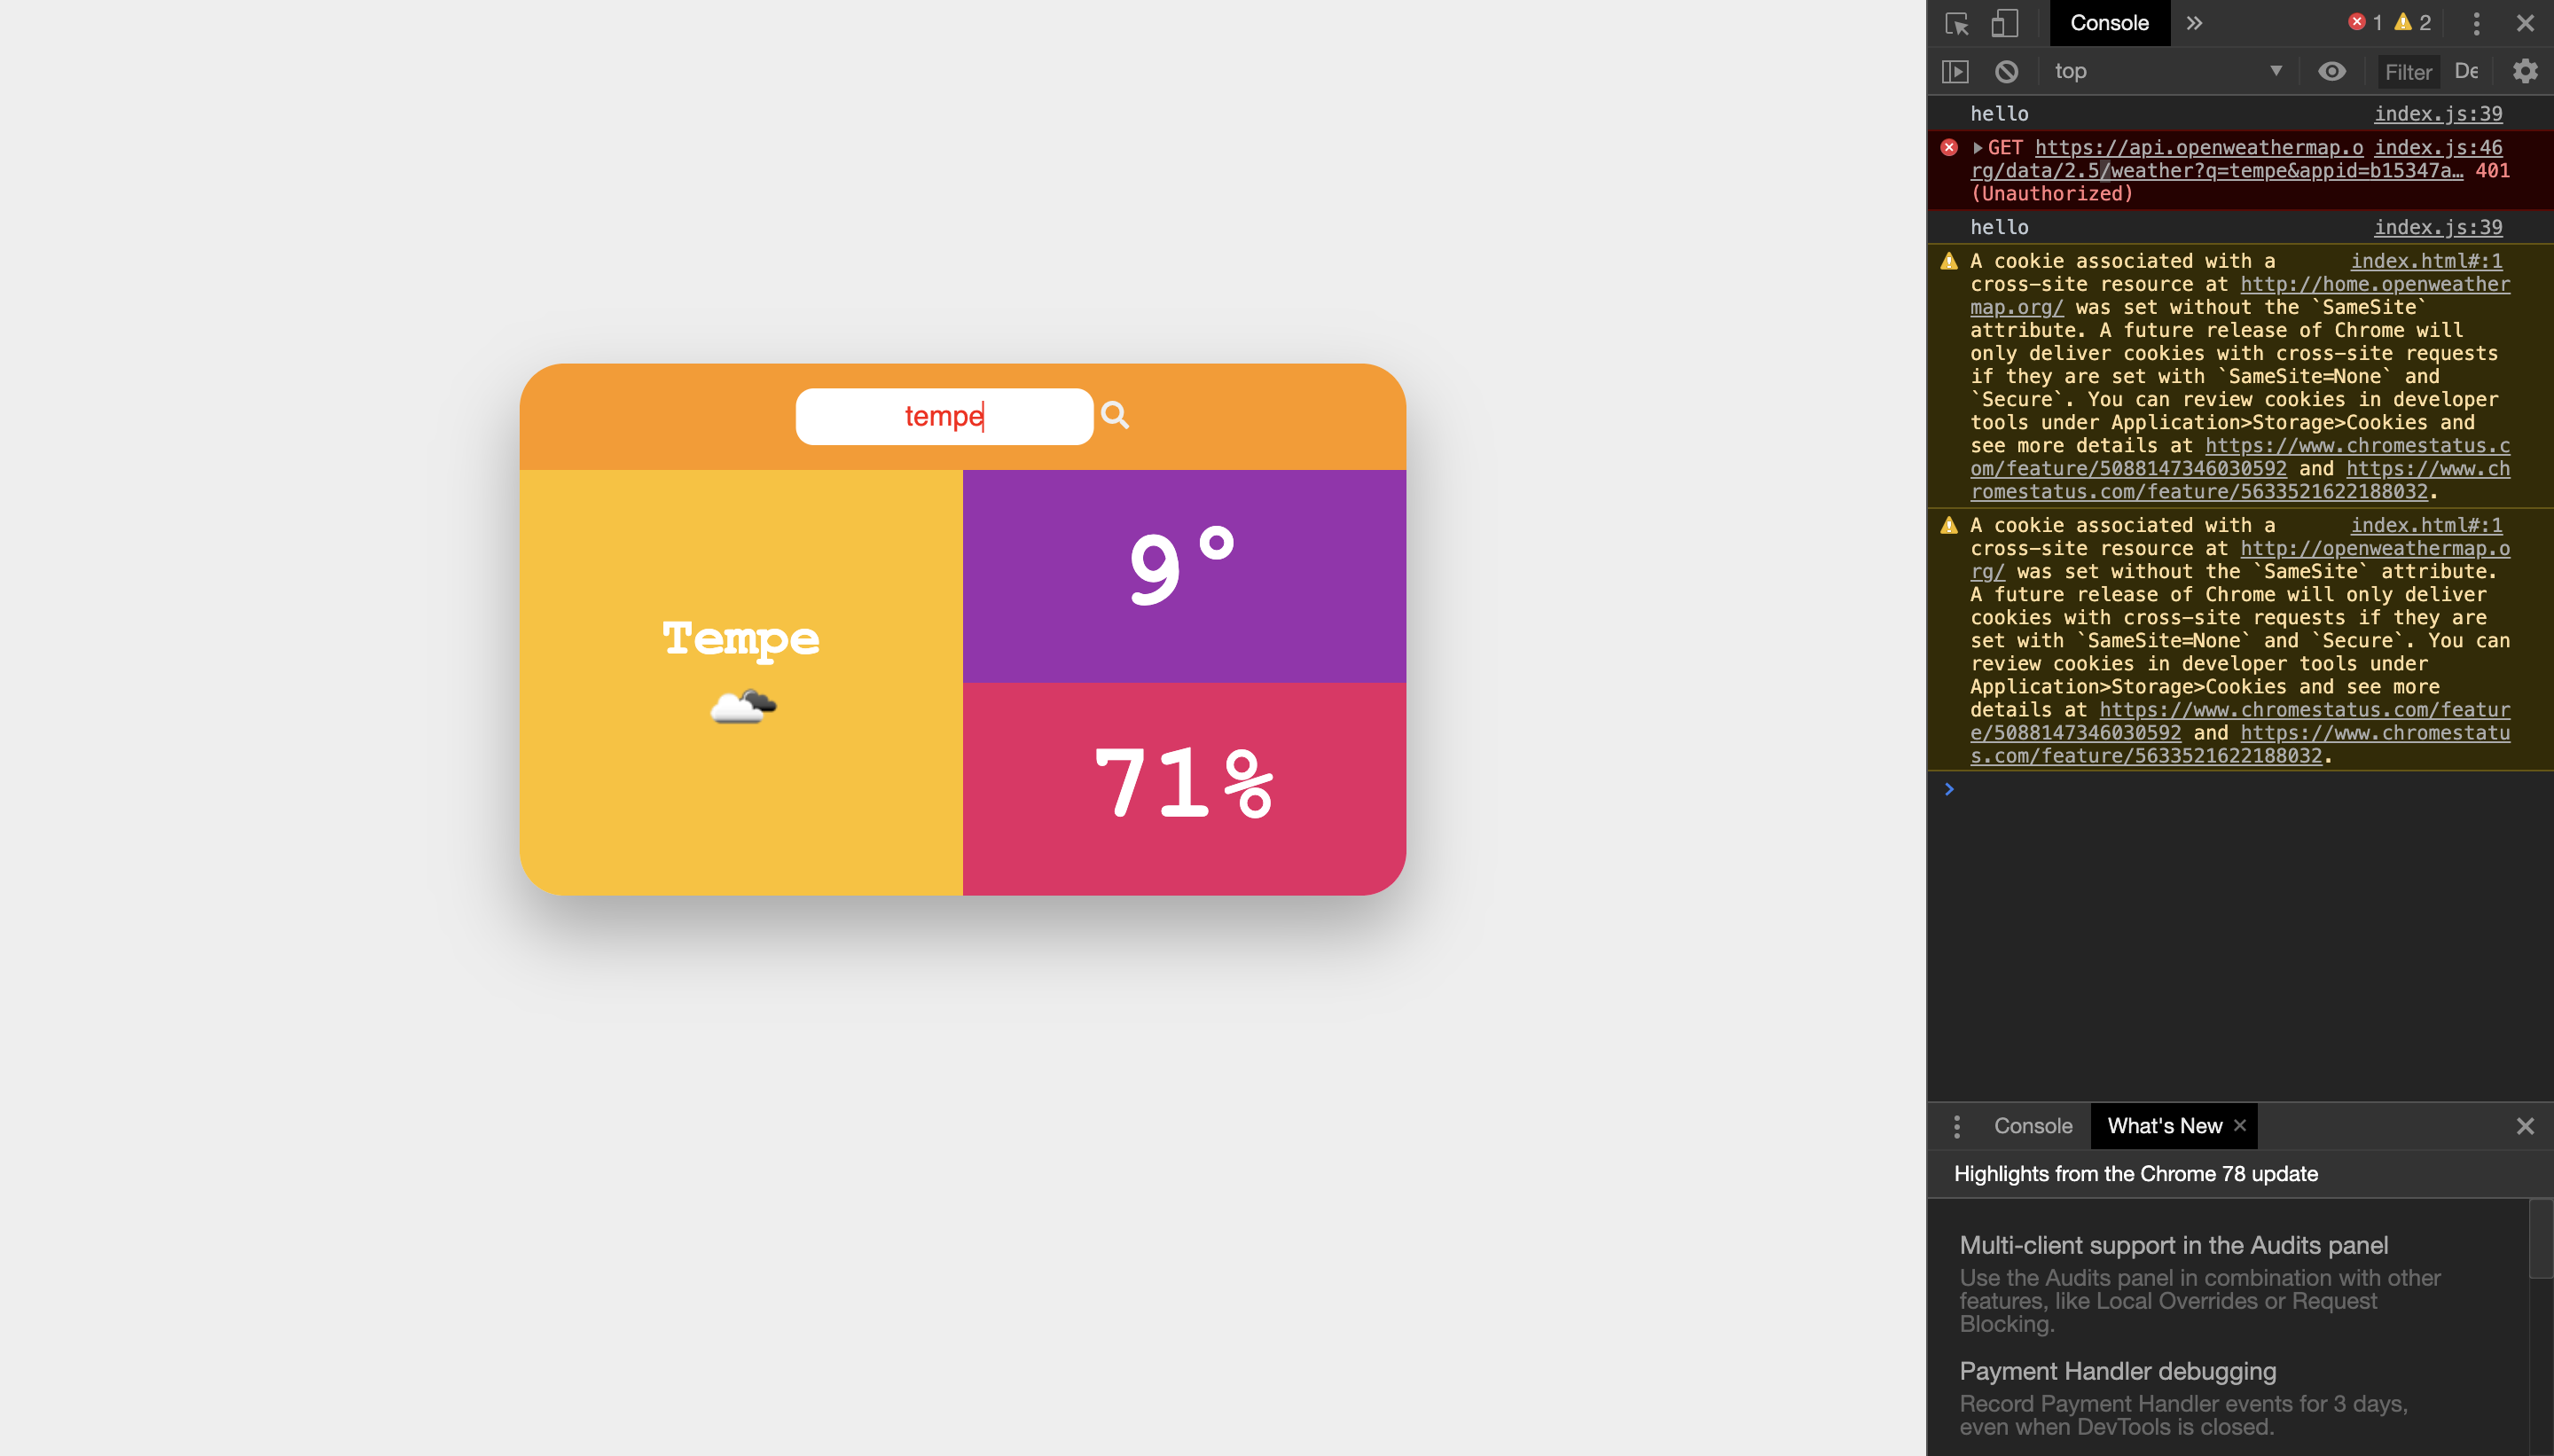 tempe
Tempe
9°
71%
Console
1
2
top
Filter
De
hello index.js:39
GET https://api.openweathermap.o index.js:46
rg/data/2.5/weather?q=tempe&appid=b15347a… 401
(Unauthorized)
hello index.js:39
A cookie associated with a index.html#:1
cross-site resource at http://home.openweather
map.org/ was set without the `SameSite`
attribute. A future release of Chrome will
only deliver cookies with cross-site requests
if they are set with `SameSite=None` and
`Secure`. You can review cookies in developer
tools under Application>Storage>Cookies and
see more details at https://www.chromestatus.c
om/feature/5088147346030592 and https://www.ch
romestatus.com/feature/5633521622188032.
A cookie associated with a index.html#:1
cross-site resource at http://openweathermap.o
rg/ was set without the `SameSite` attribute.
A future release of Chrome will only deliver
cookies with cross-site requests if they are
set with `SameSite=None` and `Secure`. You can
review cookies in developer tools under
Application>Storage>Cookies and see more
details at https://www.chromestatus.com/featur
e/5088147346030592 and https://www.chromestatu
s.com/feature/5633521622188032.
Console
What's New
Highlights from the Chrome 78 update
Multi-client support in the Audits panel
Use the Audits panel in combination with other
features, like Local Overrides or Request
Blocking.
Payment Handler debugging
Record Payment Handler events for 3 days,
even when DevTools is closed.